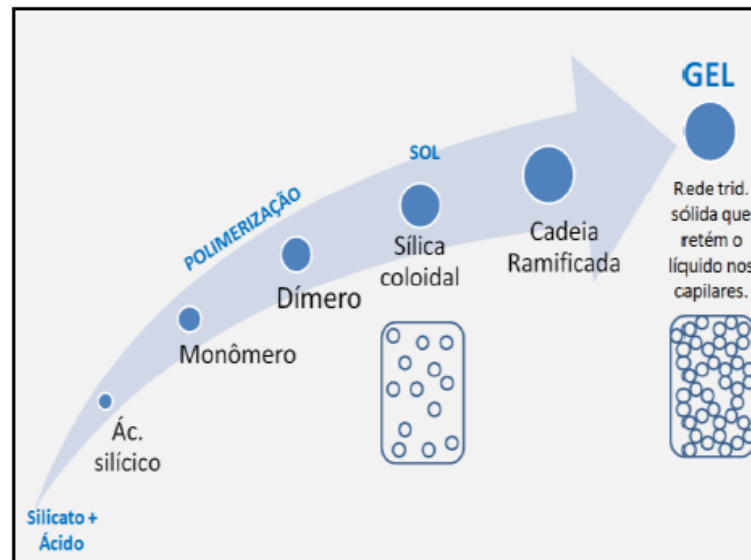 GEL
Rede trid.
sólida que
retém o
líquido nos
capilares.
SOL
POLIMERIZAÇÃO
Cadeia
Ramificada
Sílica
coloidal
Dímero
Monômero
Ác.
silícico
Silicato +
Ácido